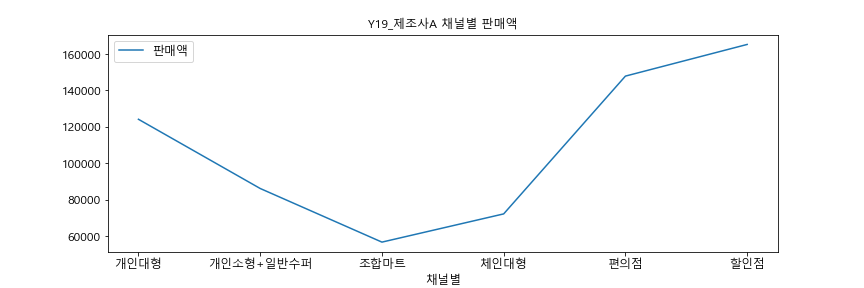 Y19_제조사A 채널별 판매액
판매액
160000
140000
120000
100000
80000
60000
개인대형 개인소형+일반수퍼 조합마트 체인대형 편의점 할인점
채널별